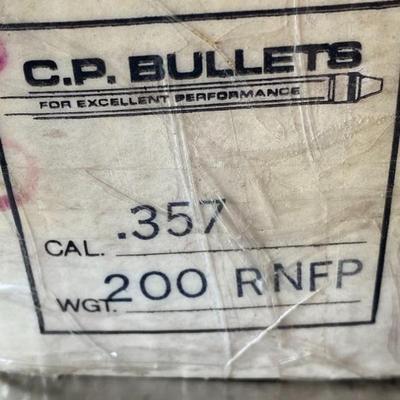 C.P. BULLETS
FOR EXCELLENT PERFORMANCE
CAL. .357
WGT. 200 RNFP